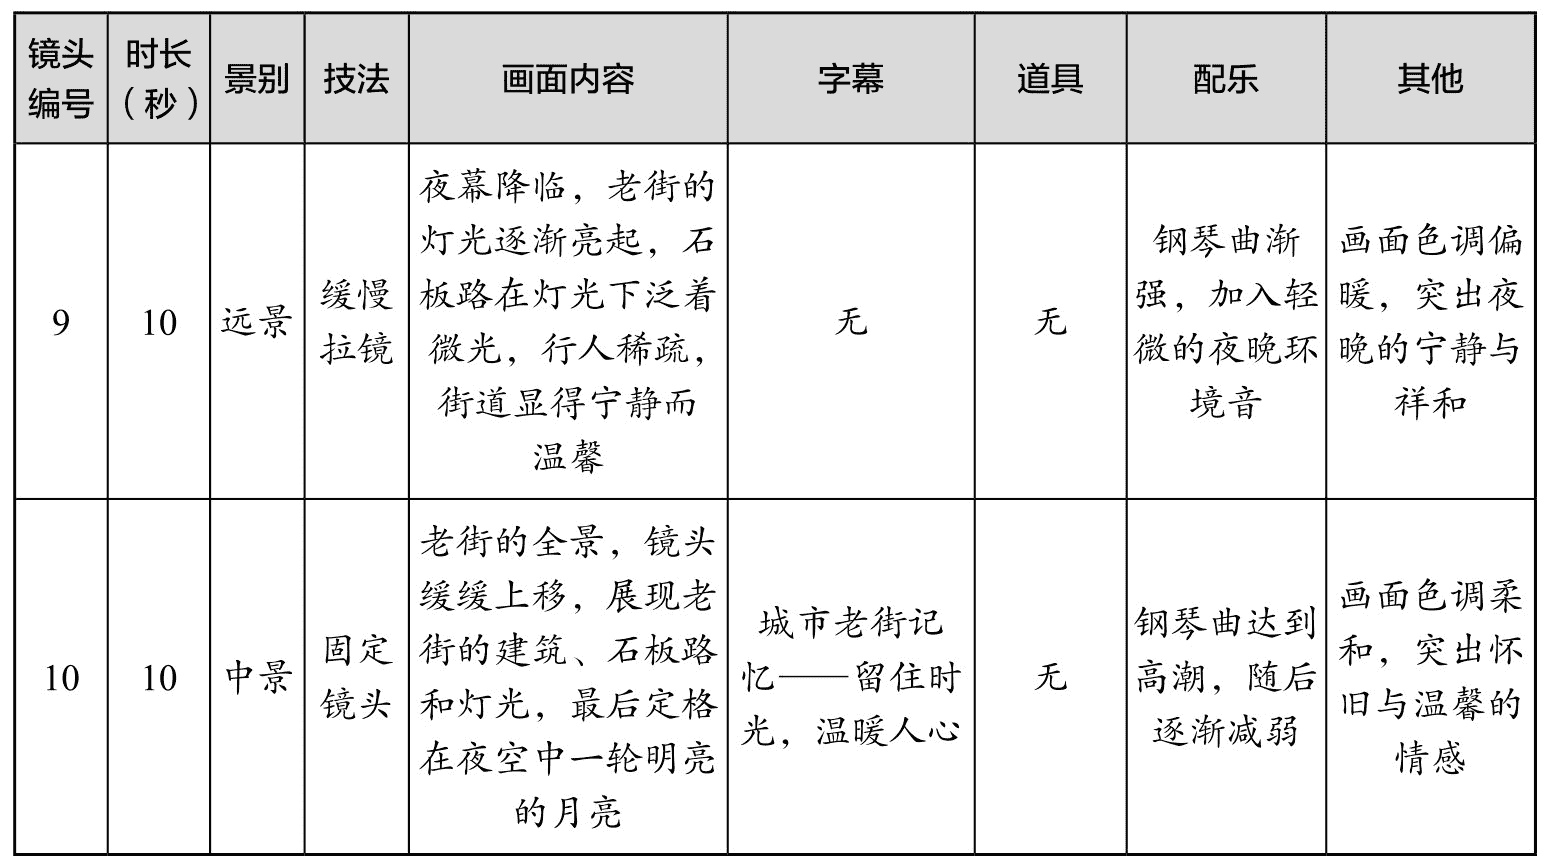 镜头
编号
时长
（秒）
景别
技法
画面内容
字幕
道具
配乐
其他
9
10
远景
缓慢
拉镜
夜幕降临，老街的
灯光逐渐亮起，石
板路在灯光下泛着
微光，行人稀疏，
街道显得宁静而
温馨
无
无
钢琴曲渐
强，加入轻
微的夜晚环
境音
画面色调偏
暖，突出夜
晚的宁静与
祥和
10
10
中景
固定
镜头
老街的全景，镜头
缓缓上移，展现老
街的建筑、石板路
和灯光，最后定格
在夜空中一轮明亮
的月亮
城市老街记
忆——留住时
光，温暖人心
无
钢琴曲达到
高潮，随后
逐渐减弱
画面色调柔
和，突出怀
旧与温馨的
情感